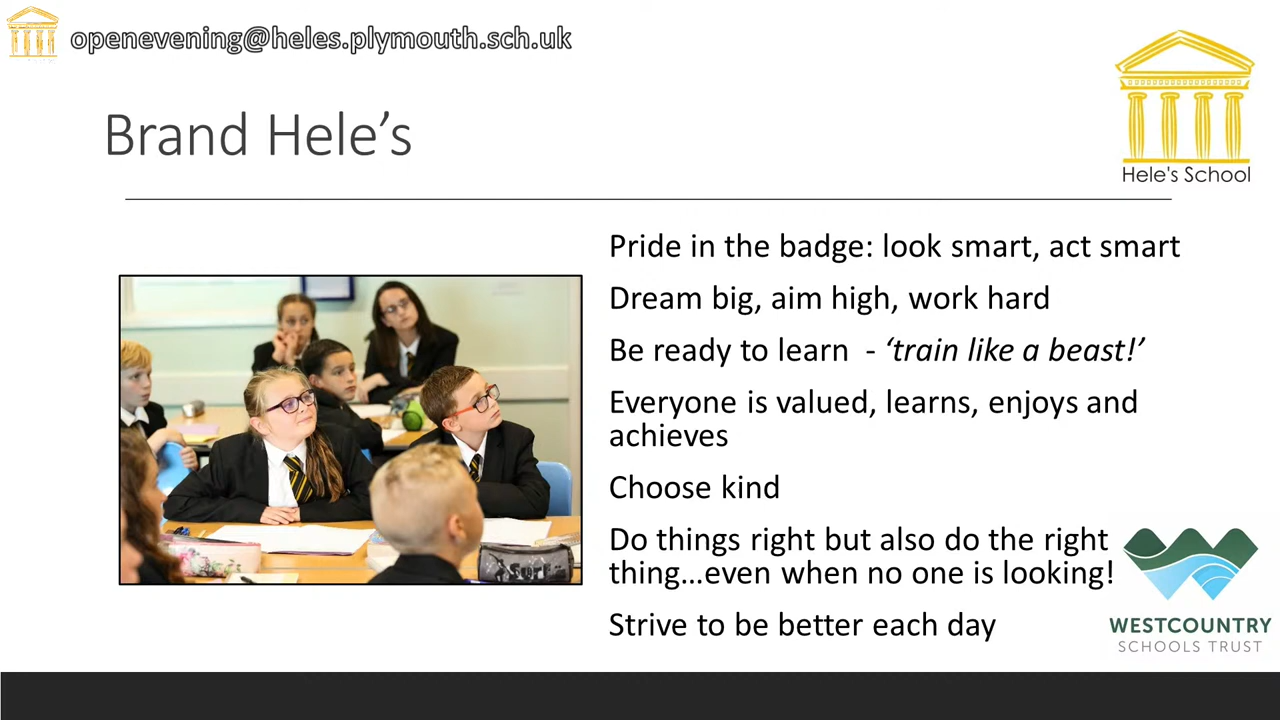 openevening@heles.plymouth.sch.uk
Brand Hele's
Hele's School
Pride in the badge: look smart, act smart
Dream big, aim high, work hard
Be ready to learn  - ‘train like a beast!’
Everyone is valued, learns, enjoys and
achieves
Choose kind
Do things right but also do the right
thing…even when no one is looking!
Strive to be better each day
WESTCOUNTRY
SCHOOLS TRUST